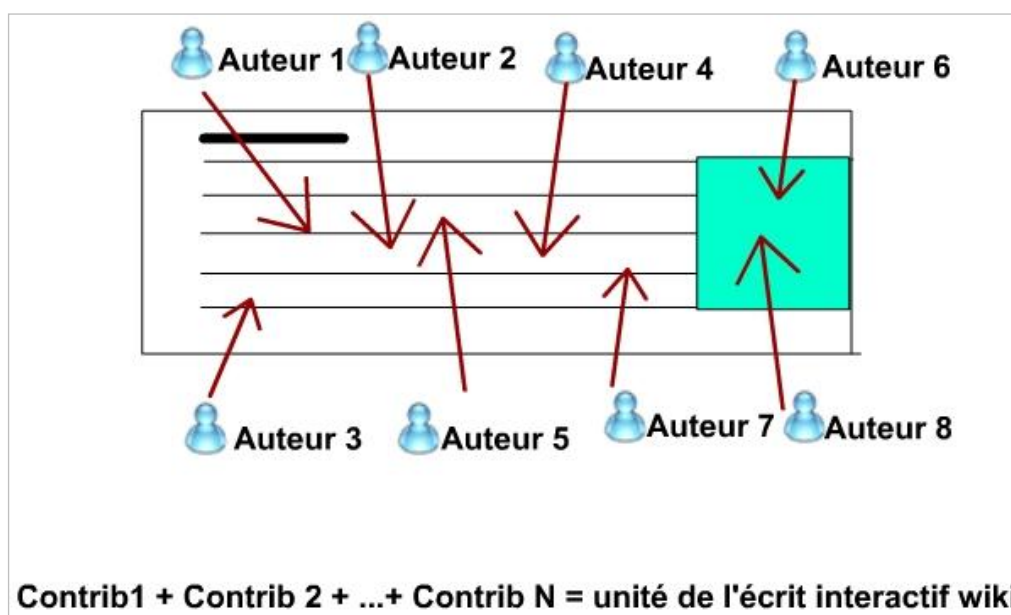 Auteur 1 Auteur 2 Auteur 4 Auteur 6
Auteur 3 Auteur 5 Auteur 7 Auteur 8
Contrib1 + Contrib 2 + ...+ Contrib N = unité de l'écrit interactif wiki